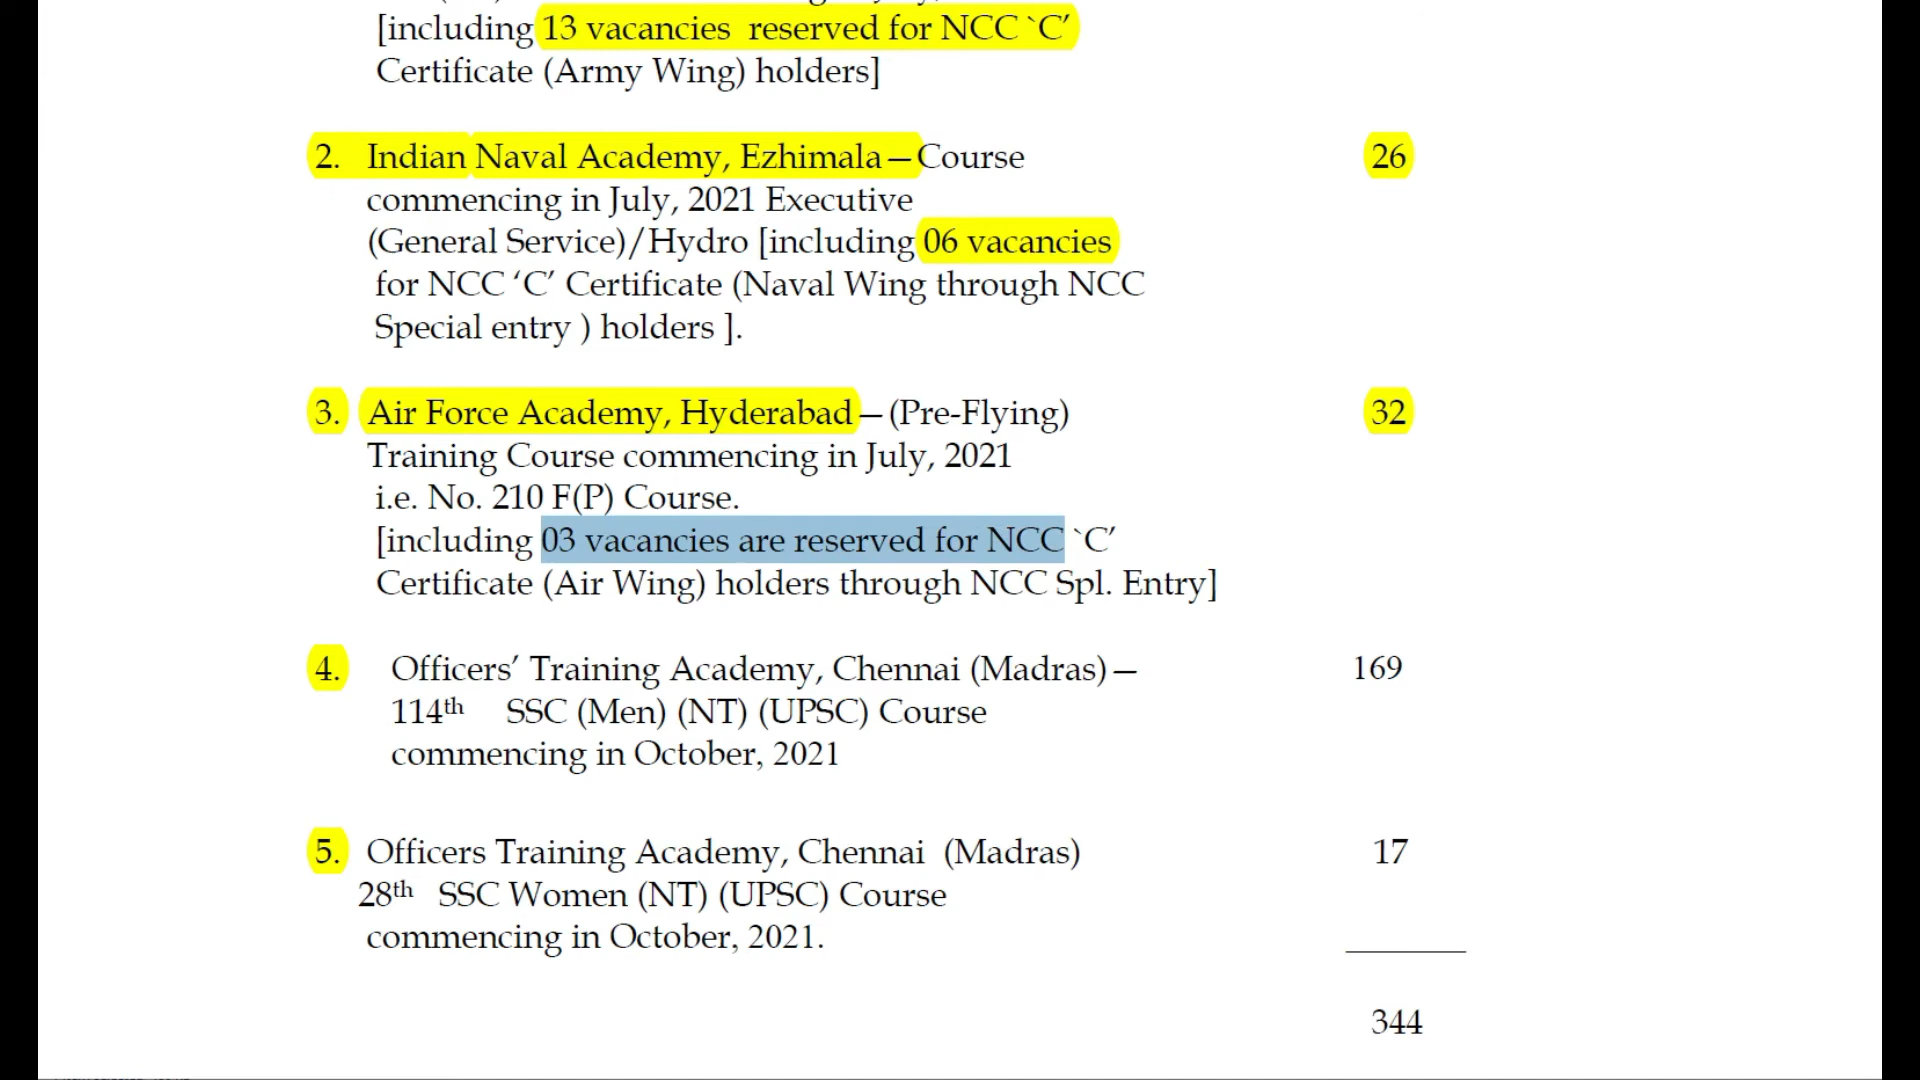 [including 13 vacancies reserved for NCC `C’
Certificate (Army Wing) holders]
2. Indian Naval Academy, Ezhimala—Course 26
commencing in July, 2021 Executive
(General Service)/Hydro [including 06 vacancies
for NCC ‘C’ Certificate (Naval Wing through NCC
Special entry ) holders ].
3. Air Force Academy, Hyderabad—(Pre-Flying) 32
Training Course commencing in July, 2021
i.e. No. 210 F(P) Course.
[including 03 vacancies are reserved for NCC `C’
Certificate (Air Wing) holders through NCC Spl. Entry]
4. Officers’ Training Academy, Chennai (Madras)— 169
114th SSC (Men) (NT) (UPSC) Course
commencing in October, 2021
5. Officers Training Academy, Chennai (Madras) 17
28th SSC Women (NT) (UPSC) Course
commencing in October, 2021.
344